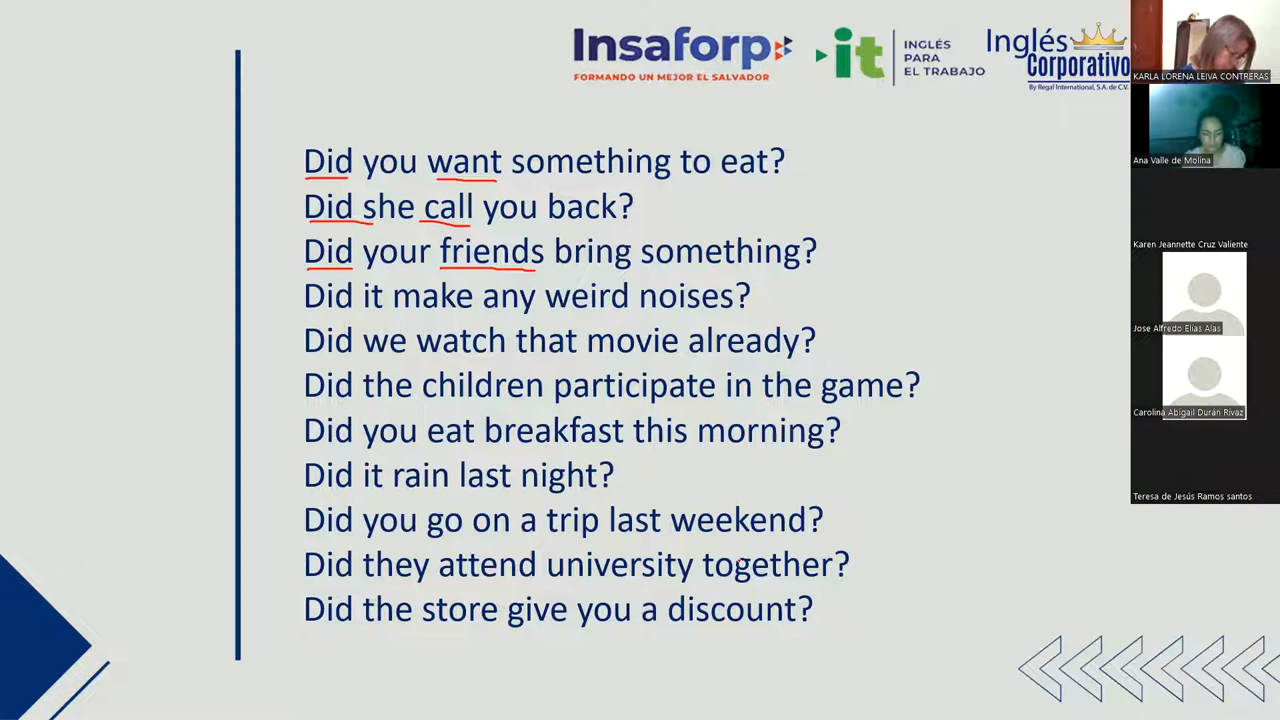 Insaforp
FORMANDO UN MEJOR EL SALVADOR
it
INGLÉS
PARA
EL TRABAJO
Inglés
Corporativo
By Regal International, S.A. de C.V.
Did you want something to eat?
Did she call you back?
Did your friends bring something?
Did it make any weird noises?
Did we watch that movie already?
Did the children participate in the game?
Did you eat breakfast this morning?
Did it rain last night?
Did you go on a trip last weekend?
Did they attend university together?
Did the store give you a discount?
KARLA LORENA LEIVA CONTRERAS
Ana Valle de Molina
Karen Jeannette Cruz Valiente
Jose Alfredo Elias Alas
Carolina Abigail Durán Rivaz
Teresa de Jesús Ramos santos